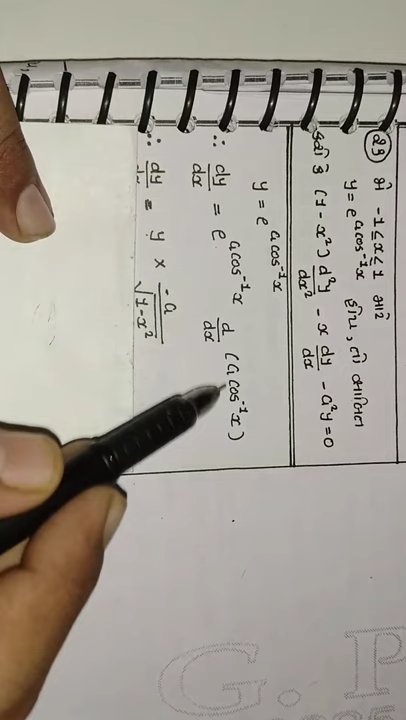 (29) જો -1 ≤ x ≤ 1 માટે
y = e^{a cos⁻¹x} હોય, તો સાબિત
કરો કે (1 - x²) d²y/dx² - x dy/dx - a²y = 0
y = e^{a cos⁻¹x}
∴ dy/dx = e^{a cos⁻¹x} d/dx (a cos⁻¹x)
∴ dy/dx = y × -a/√(1-x²)
G. P